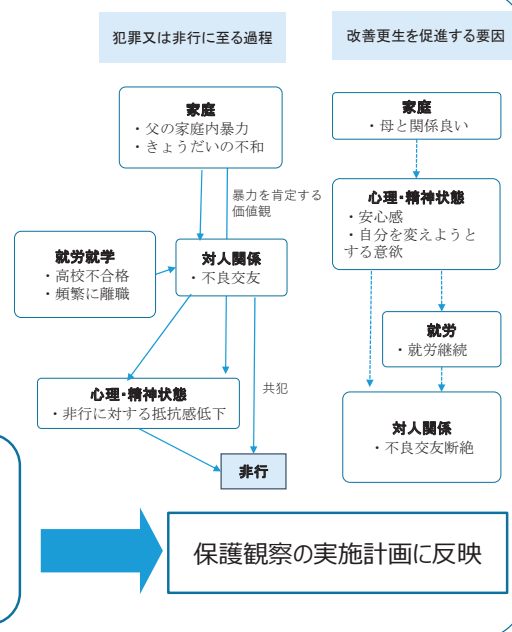 犯罪又は非行に至る過程
改善更生を促進する要因
家庭
・父の家庭内暴力
・きょうだいの不和
暴力を肯定する
価値観
就労就学
・高校不合格
・頻繁に離職
対人関係
・不良交友
心理・精神状態
・非行に対する抵抗感低下
共犯
非行
家庭
・母と関係良い
心理・精神状態
・安心感
・自分を変えようと
する意欲
就労
・就労継続
対人関係
・不良交友断絶
保護観察の実施計画に反映